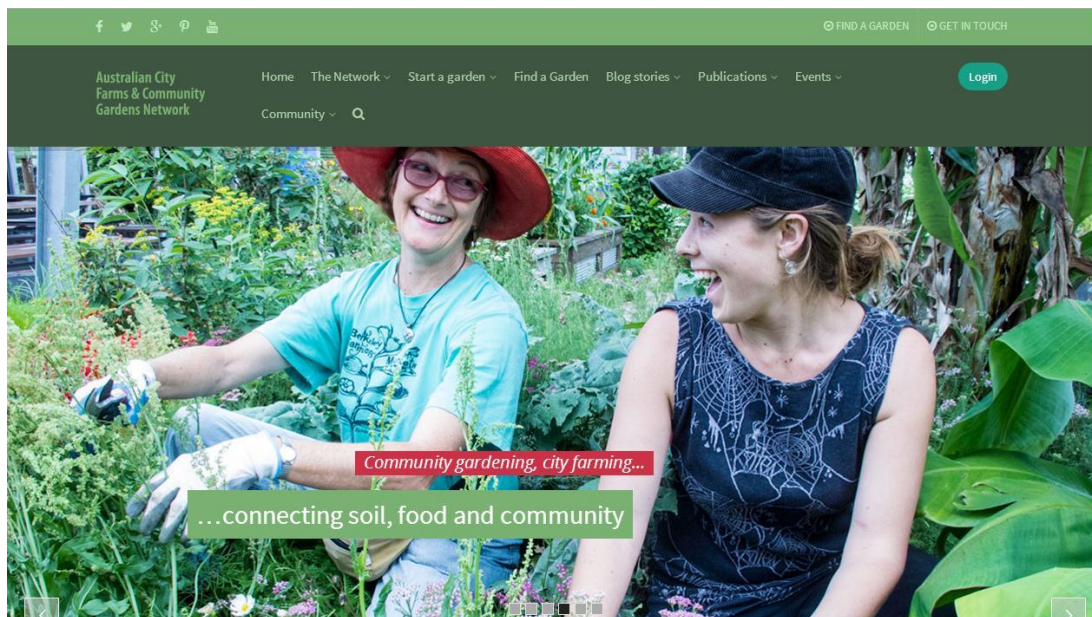 FIND A GARDEN
GET IN TOUCH
Australian City
Farms & Community
Gardens Network
Home
The Network
Start a garden
Find a Garden
Blog stories
Publications
Events
Login
Community
Community gardening, city farming...
...connecting soil, food and community